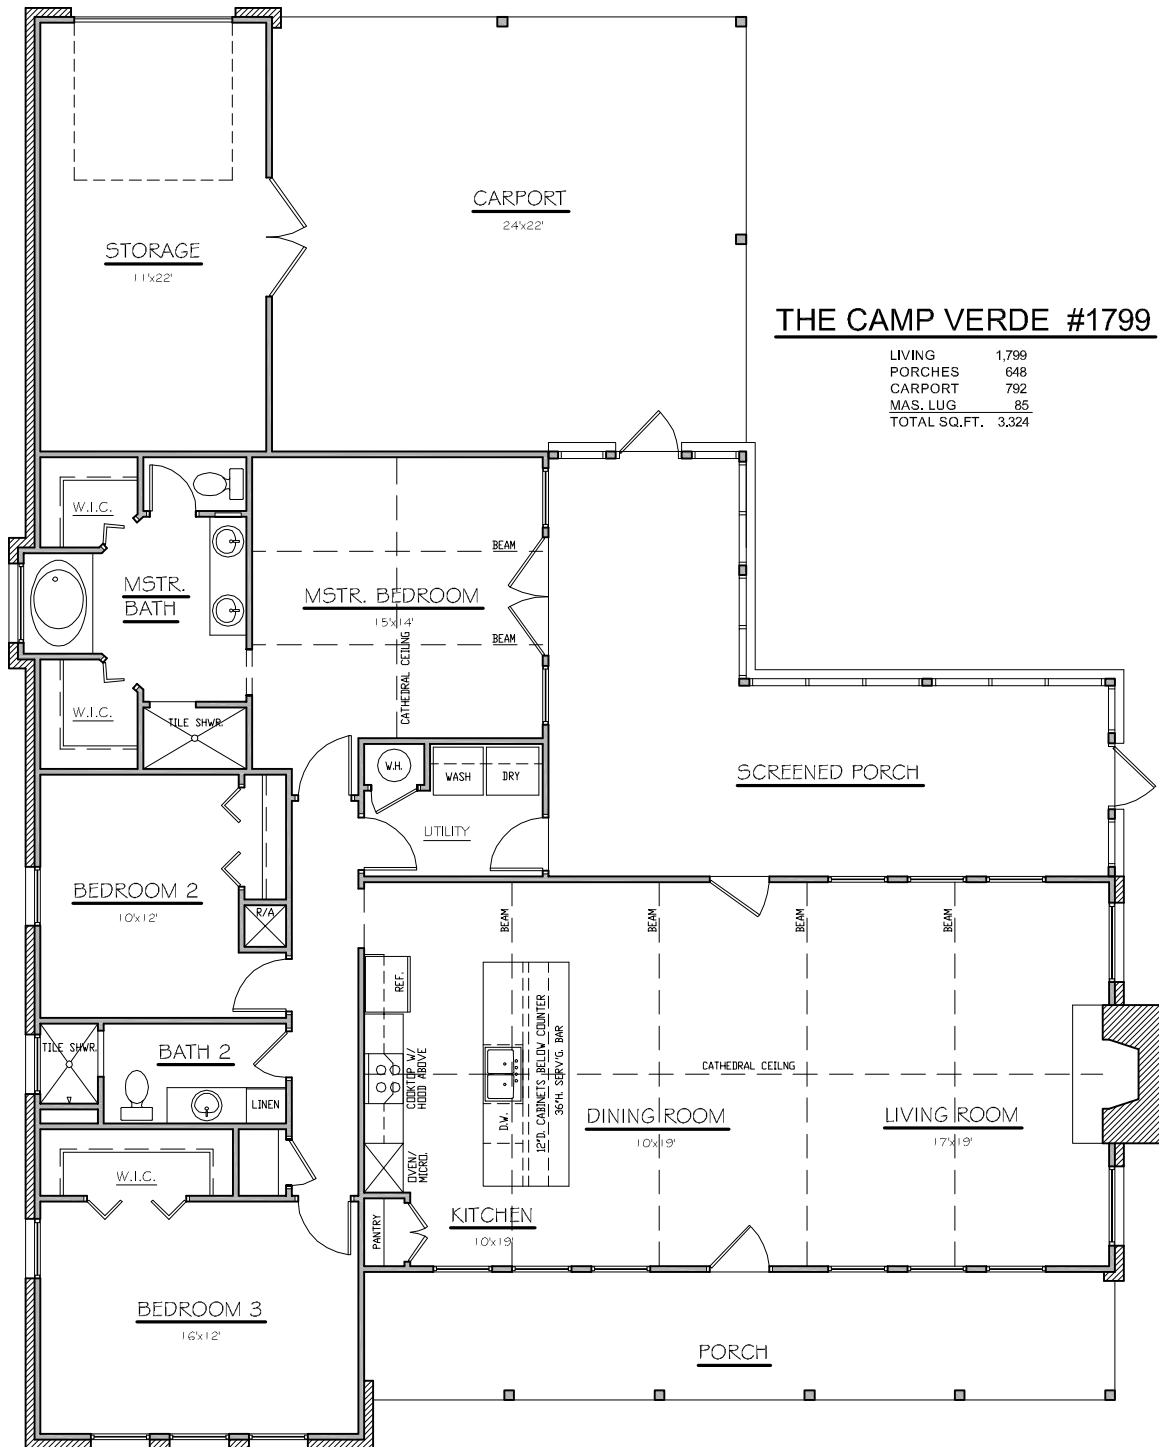 CARPORT
24'x22'
STORAGE
11'x22'
THE CAMP VERDE #1799
LIVING 1,799
PORCHES 648
CARPORT 792
MAS. LUG 85
TOTAL SQ.FT. 3,324
W.I.C.
MSTR.
BATH
BEAM
MSTR. BEDROOM
15'x14'
BEAM
CATHEDRAL CEILNG
W.I.C.
TILE SHWR.
W.H.
WASH
DRY
UTILITY
SCREENED PORCH
BEDROOM 2
10'x12'
R/A
BEAM
BEAM
BEAM
BEAM
REF.
TILE SHWR.
BATH 2
LINEN
COOKTOP W/
HOOD ABOVE
D.W.
12"D. CABINETS BELOW COUNTER
36"H. SERV'G. BAR
CATHEDRAL CEILNG
DINING ROOM
10'x19'
LIVING ROOM
17'x19'
OVEN/
MICRO.
W.I.C.
PANTRY
KITCHEN
10'x19'
BEDROOM 3
16'x12'
PORCH